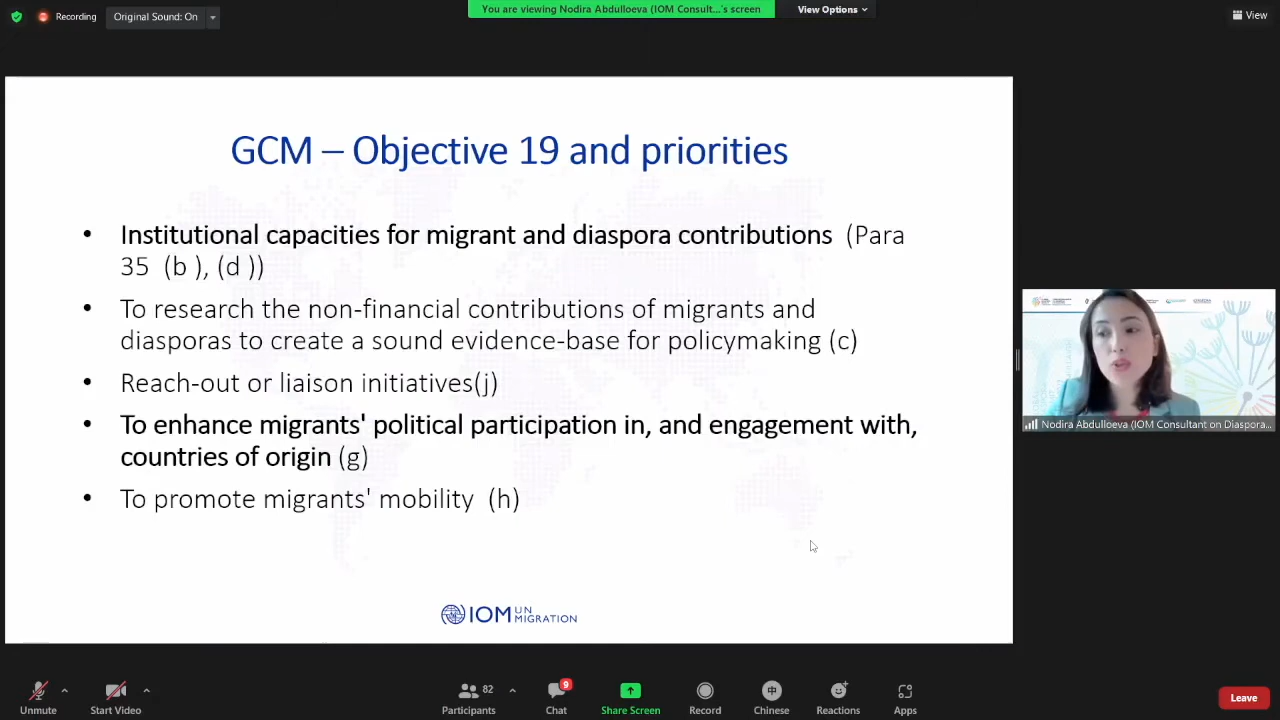 Recording
Original Sound: On
You are viewing Nodira Abdulloeva (IOM Consult...'s screen
View Options
View
GCM – Objective 19 and priorities
• Institutional capacities for migrant and diaspora contributions (Para
35 (b ), (d ))
• To research the non-financial contributions of migrants and
diasporas to create a sound evidence-base for policymaking (c)
• Reach-out or liaison initiatives(j)
• To enhance migrants' political participation in, and engagement with,
countries of origin (g)
• To promote migrants' mobility (h)
IOM UN MIGRATION
Nodira Abdulloeva (IOM Consultant on Diaspora...
Unmute
Start Video
82
Participants
9
Chat
Share Screen
Record
中
Chinese
Reactions
Apps
Leave